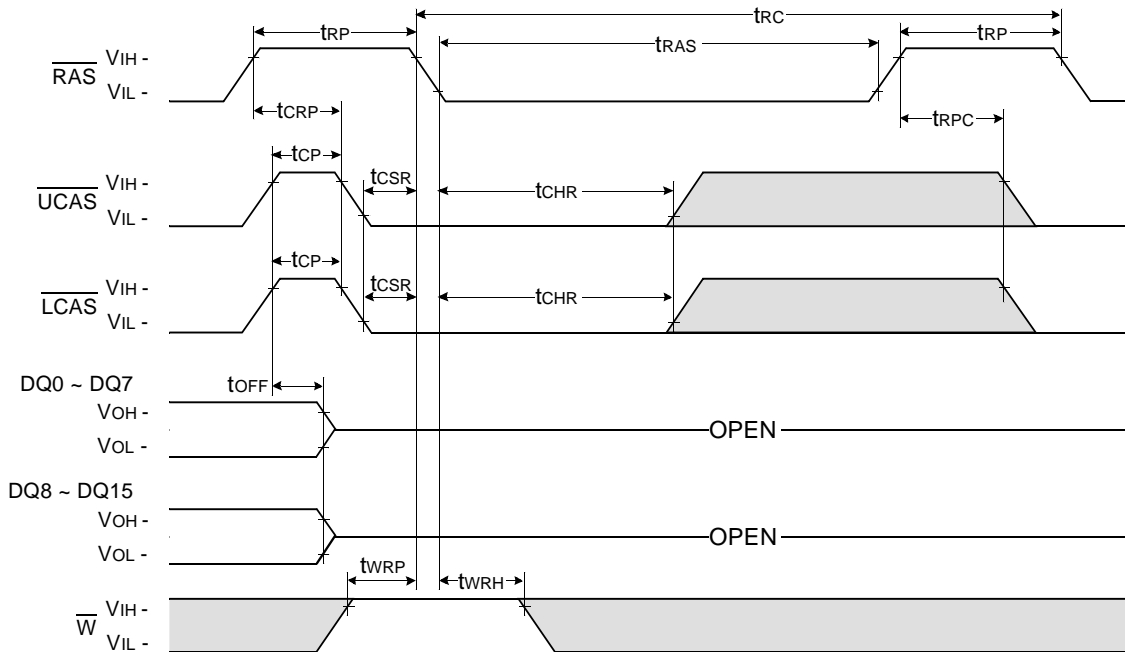 tRC
tRP
tRAS
tRP
RAS
VIH -
VIL -
tCRP
tRPC
tCP
tCSR
tCHR
UCAS
VIH -
VIL -
tCP
tCSR
tCHR
LCAS
VIH -
VIL -
tOFF
DQ0 ~ DQ7
VOH -
VOL -
OPEN
DQ8 ~ DQ15
VOH -
VOL -
OPEN
tWRP
tWRH
W
VIH -
VIL -